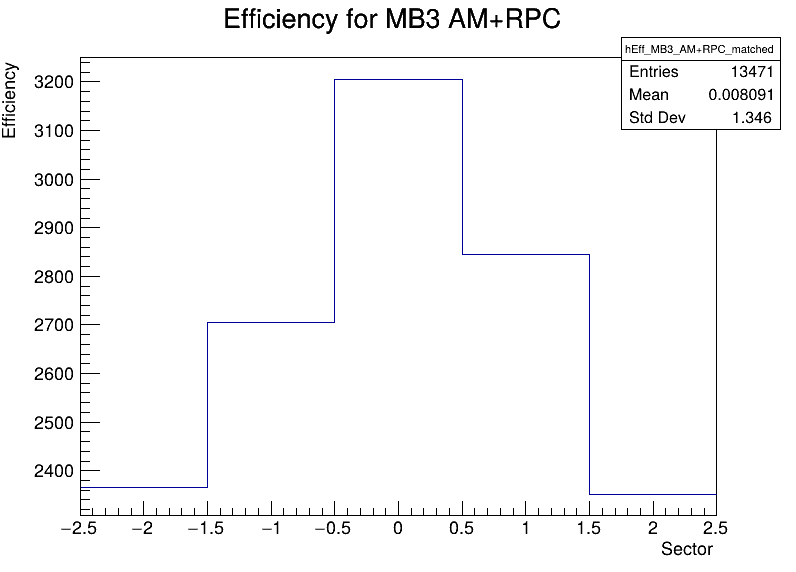 Efficiency for MB3 AM+RPC
hEff_MB3_AM+RPC_matched
Entries 13471
Mean 0.008091
Std Dev 1.346
Efficiency
3200
3100
3000
2900
2800
2700
2600
2500
2400
−2.5 −2 −1.5 −1 −0.5 0 0.5 1 1.5 2 2.5
Sector